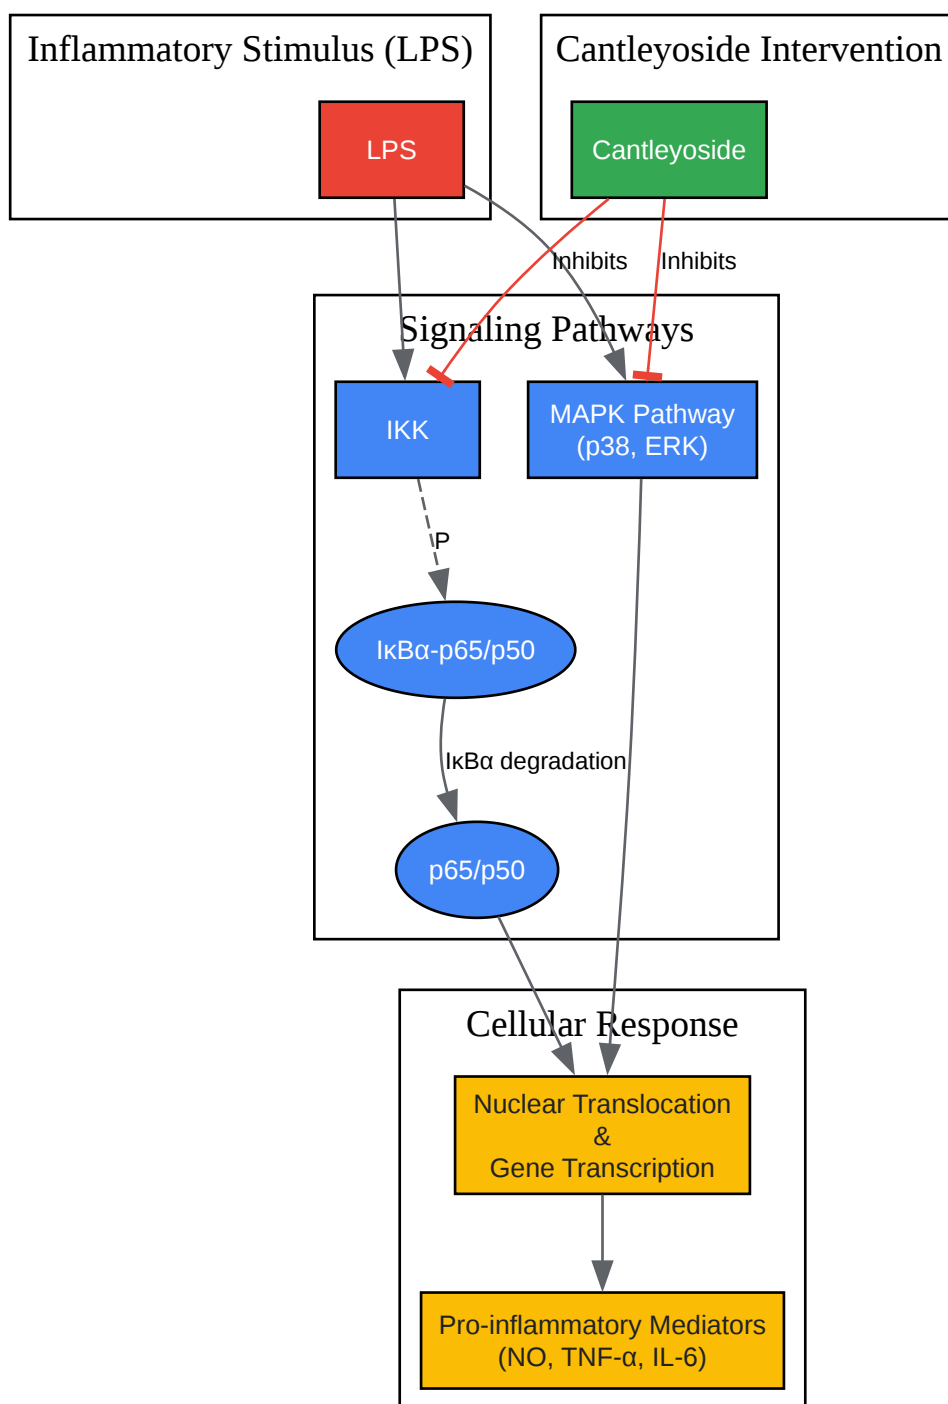 Inflammatory Stimulus (LPS)
Cantleyoside Intervention
LPS
Cantleyoside
Inhibits
Inhibits
Signaling Pathways
IKK
MAPK Pathway
(p38, ERK)
P
IκBα-p65/p50
IκBα degradation
p65/p50
Cellular Response
Nuclear Translocation
&
Gene Transcription
Pro-inflammatory Mediators
(NO, TNF-α, IL-6)